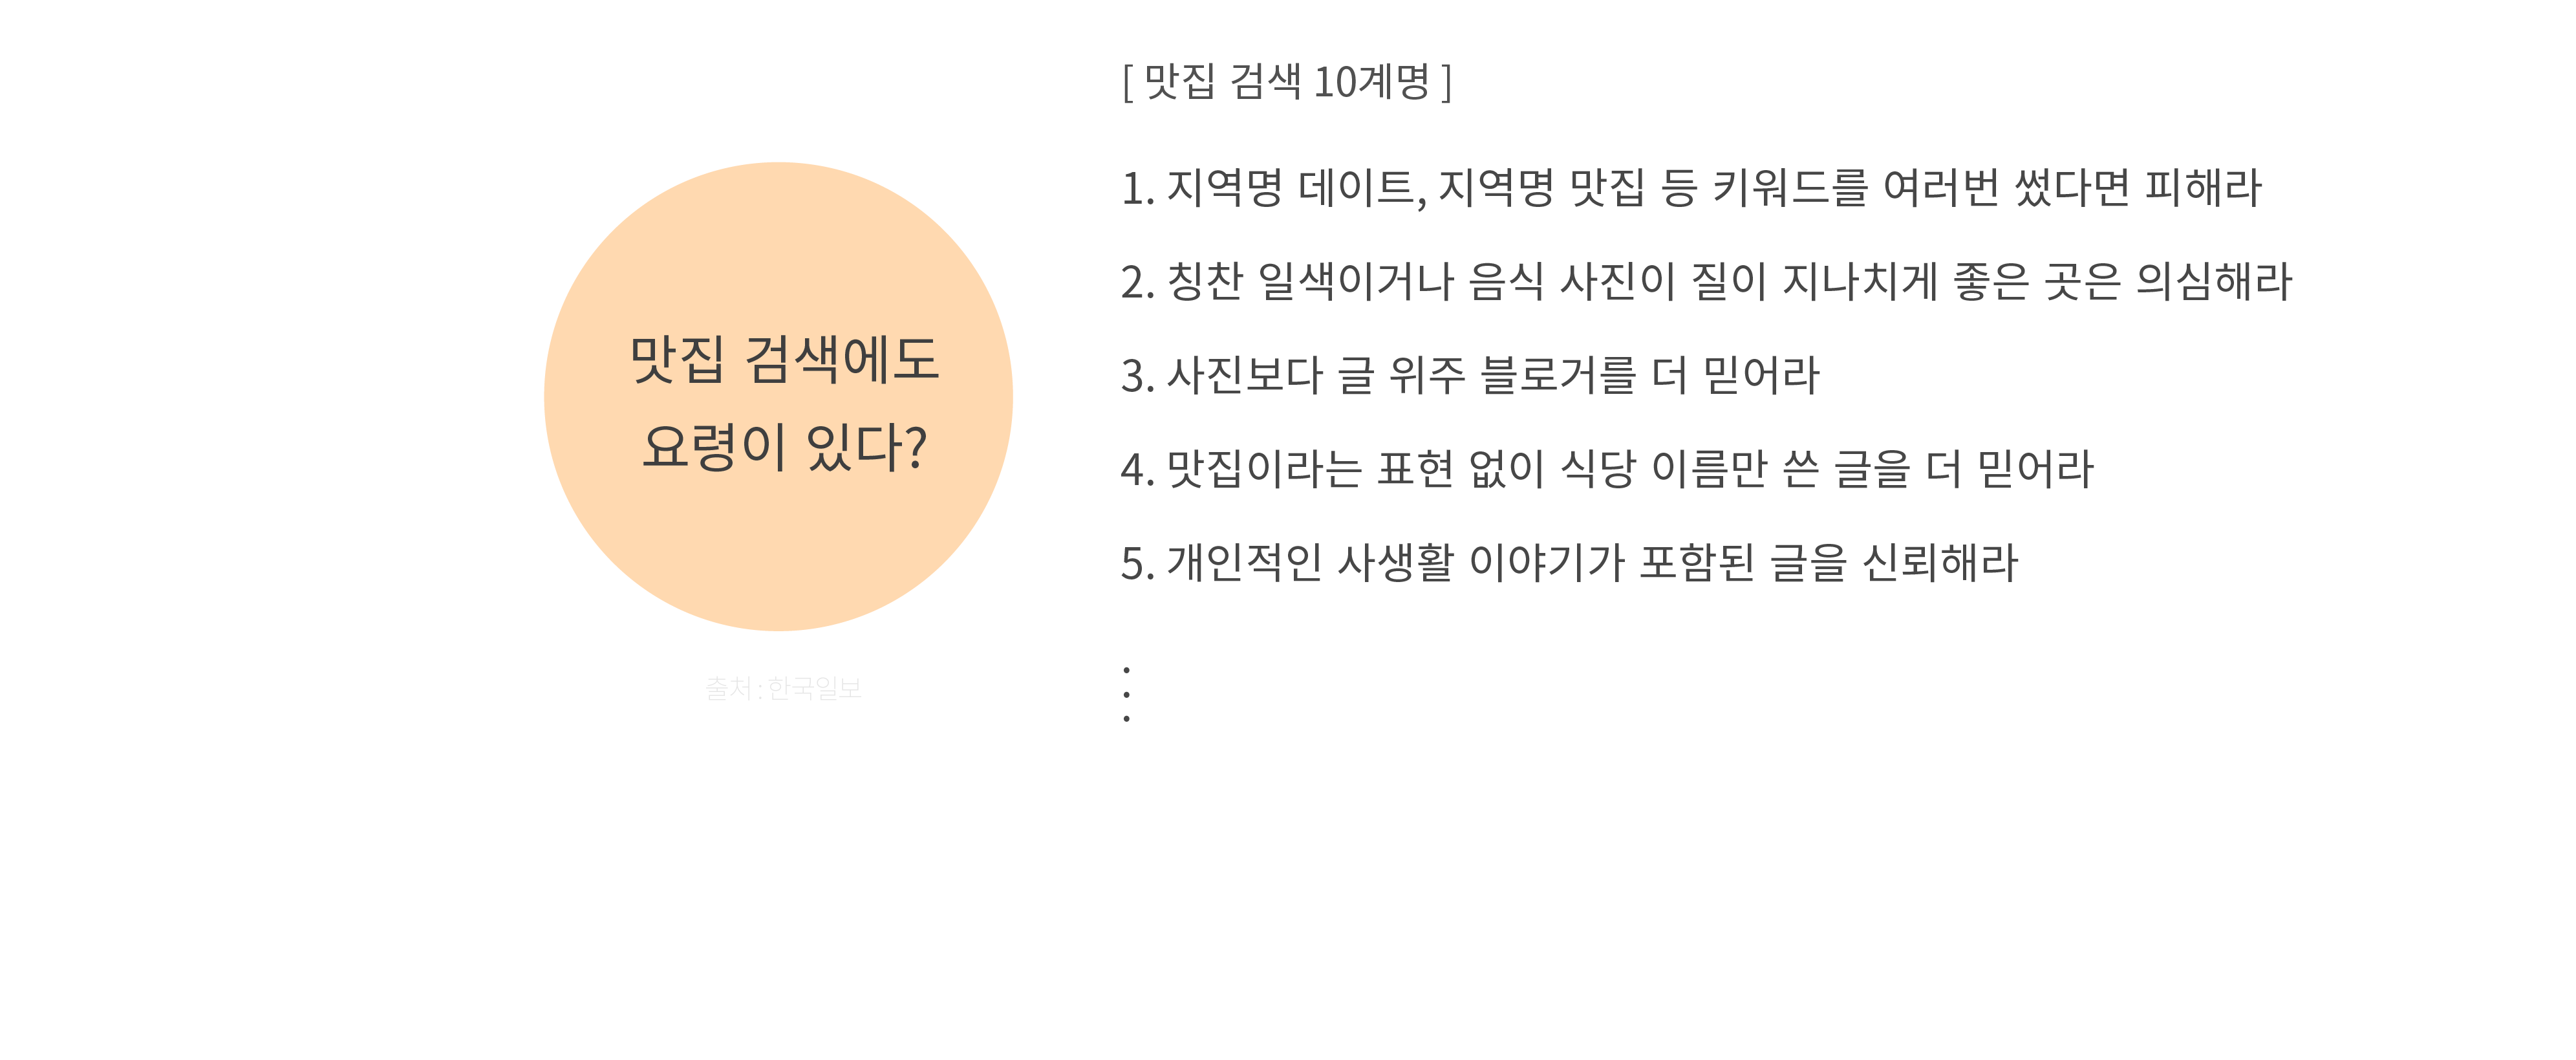 맛집 검색에도
요령이 있다?
출처 : 한국일보
[ 맛집 검색 10계명 ]
1. 지역명 데이트, 지역명 맛집 등 키워드를 여러번 썼다면 피해라
2. 칭찬 일색이거나 음식 사진이 질이 지나치게 좋은 곳은 의심해라
3. 사진보다 글 위주 블로거를 더 믿어라
4. 맛집이라는 표현 없이 식당 이름만 쓴 글을 더 믿어라
5. 개인적인 사생활 이야기가 포함된 글을 신뢰해라
.
.
.